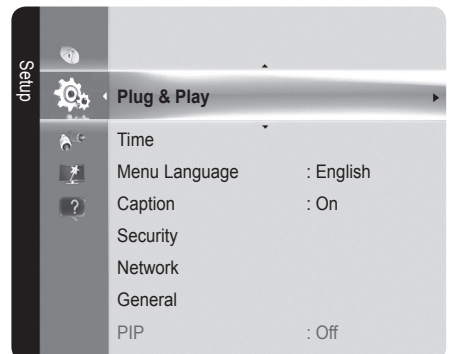 Setup
Plug & Play
Time
Menu Language : English
Caption : On
Security
Network
General
PIP : Off